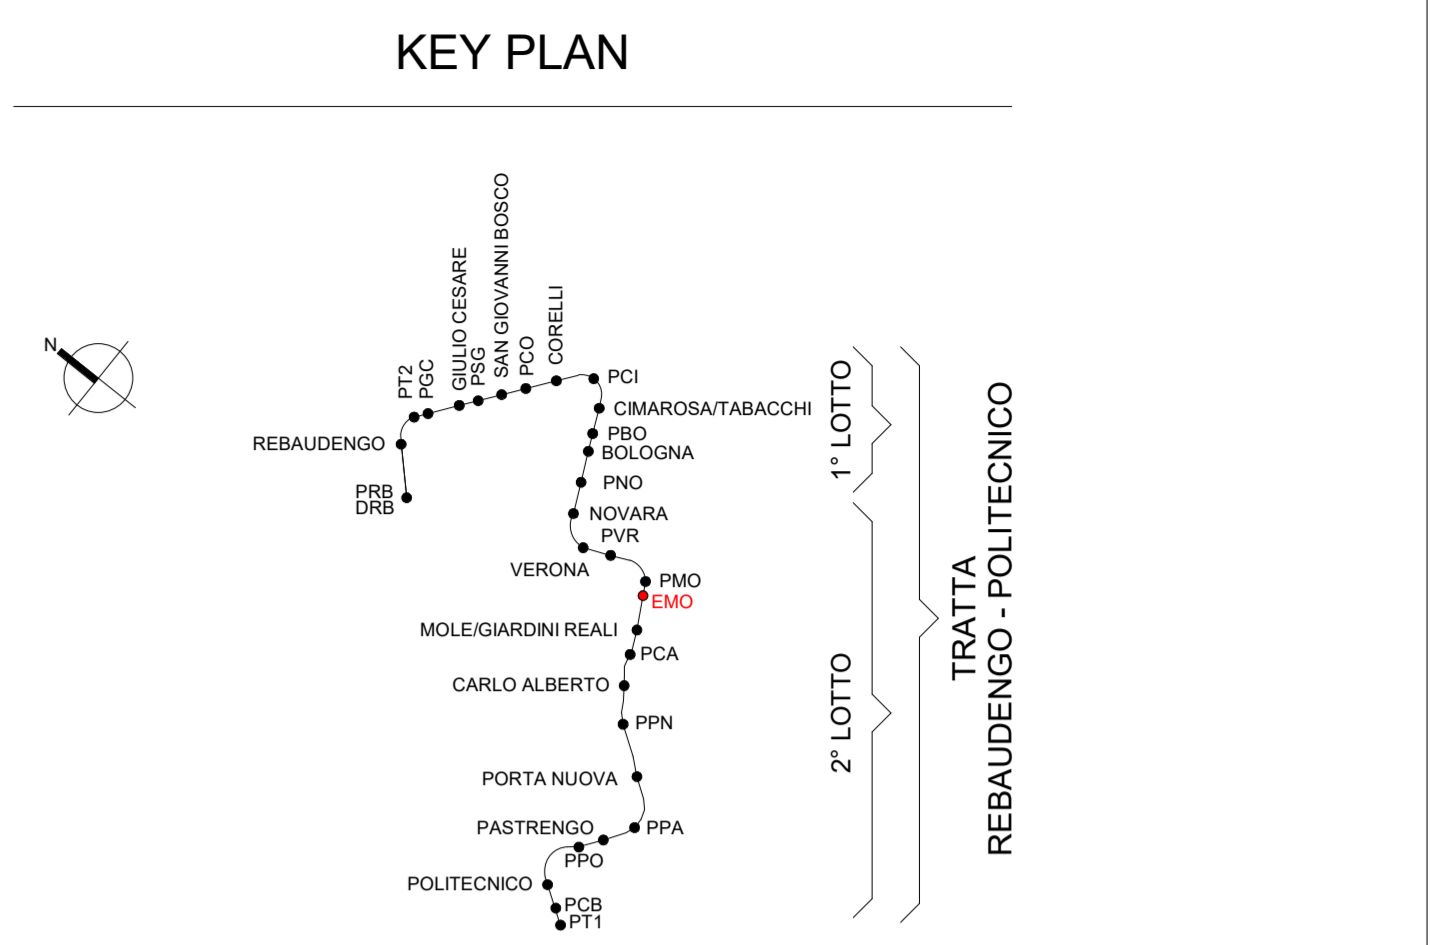 KEY PLAN
N
PT2
PGC
GIULIO CESARE
PSG
SAN GIOVANNI BOSCO
PCO
CORELLI
PCI
CIMAROSA/TABACCHI
REBAUDENGO
PBO
BOLOGNA
PRB
DRB
PNO
NOVARA
PVR
VERONA
PMO
EMO
MOLE/GIARDINI REALI
PCA
CARLO ALBERTO
PPN
PORTA NUOVA
PASTRENGO
PPA
PPO
POLITECNICO
PCB
PT1
1° LOTTO
2° LOTTO
TRATTA
REBAUDENGO - POLITECNICO